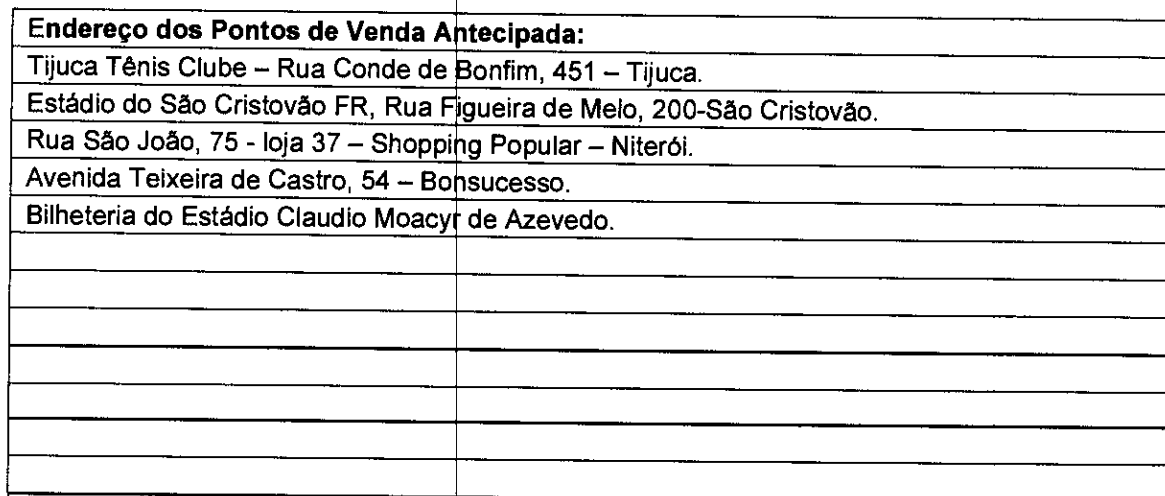 Endereço dos Pontos de Venda Antecipada:
Tijuca Tênis Clube – Rua Conde de Bonfim, 451 – Tijuca.
Estádio do São Cristovão FR, Rua Figueira de Melo, 200-São Cristovão.
Rua São João, 75 - loja 37 – Shopping Popular – Niterói.
Avenida Teixeira de Castro, 54 – Bonsucesso.
Bilheteria do Estádio Claudio Moacyr de Azevedo.